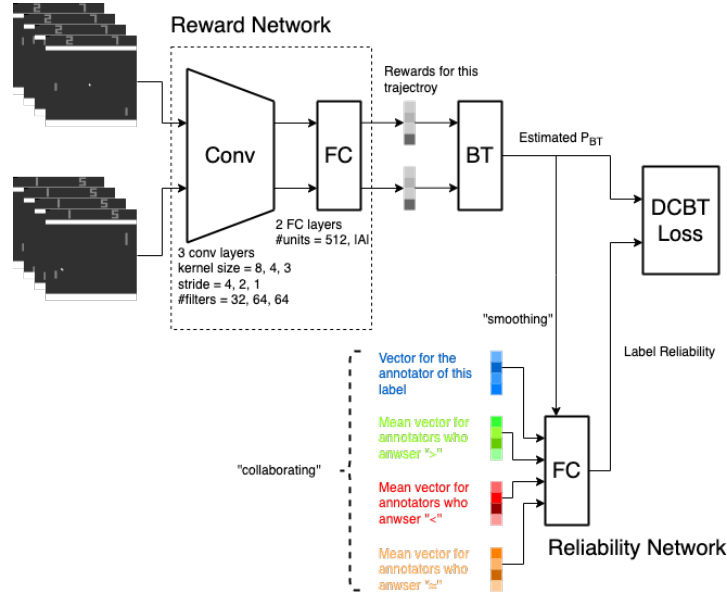 Reward Network
Rewards for this
trajectroy
Conv
FC
BT
Estimated P_BT
DCBT
Loss
2 FC layers
#units = 512, |A|
3 conv layers
kernel size = 8, 4, 3
stride = 4, 2, 1
#filters = 32, 64, 64
"smoothing"
Label Reliability
Vector for the
annotator of this
label
Mean vector for
annotators who
anwser ">"
"collaborating"
Mean vector for
annotators who
anwser "<"
FC
Mean vector for
annotators who
anwser "="
Reliability Network